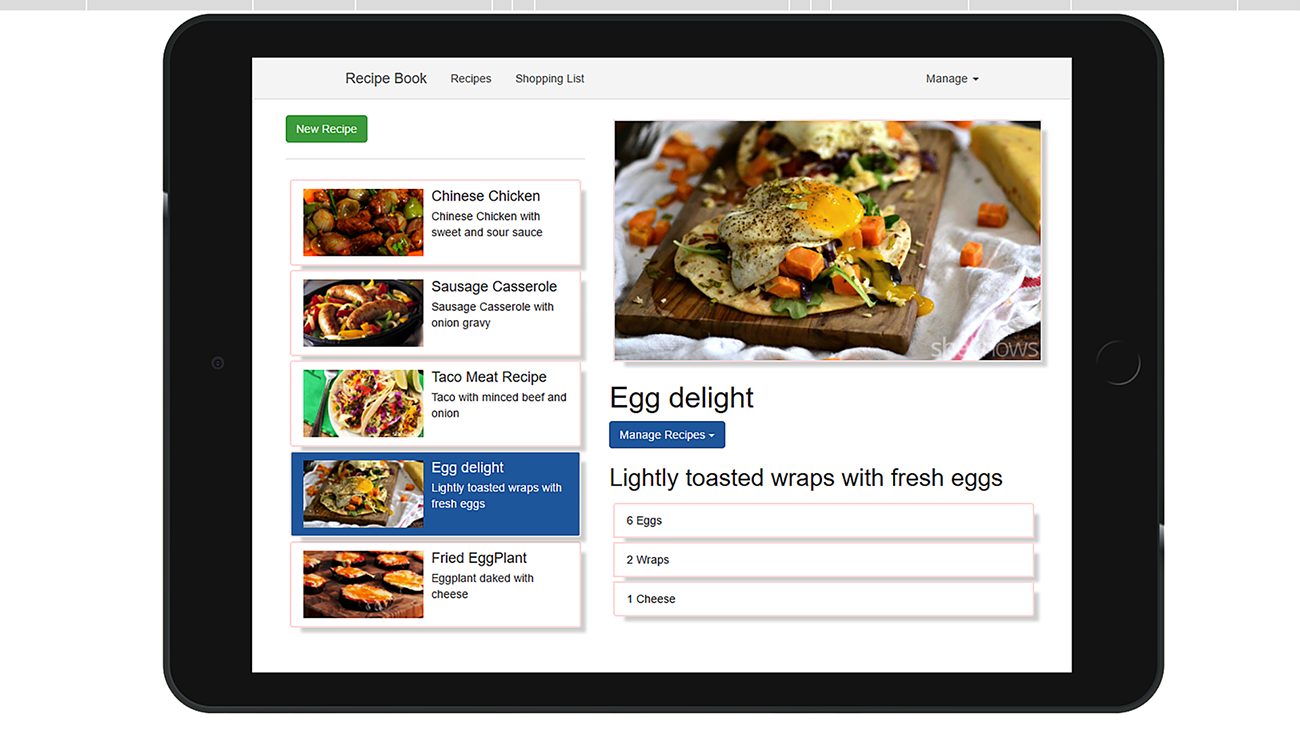 Recipe Book
Recipes
Shopping List
Manage
New Recipe
Chinese Chicken
Chinese Chicken with
sweet and sour sauce
Sausage Casserole
Sausage Casserole with
onion gravy
Taco Meat Recipe
Taco with minced beef and
onion
Egg delight
Lightly toasted wraps with
fresh eggs
Fried EggPlant
Eggplant daked with
cheese
sheknows
Egg delight
Manage Recipes
Lightly toasted wraps with fresh eggs
6 Eggs
2 Wraps
1 Cheese